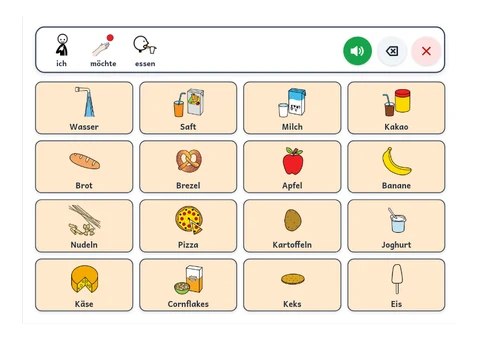 ich möchte essen
Wasser Saft Milch Kakao
Brot Brezel Apfel Banane
Nudeln Pizza Kartoffeln Joghurt
Käse Cornflakes Keks Eis